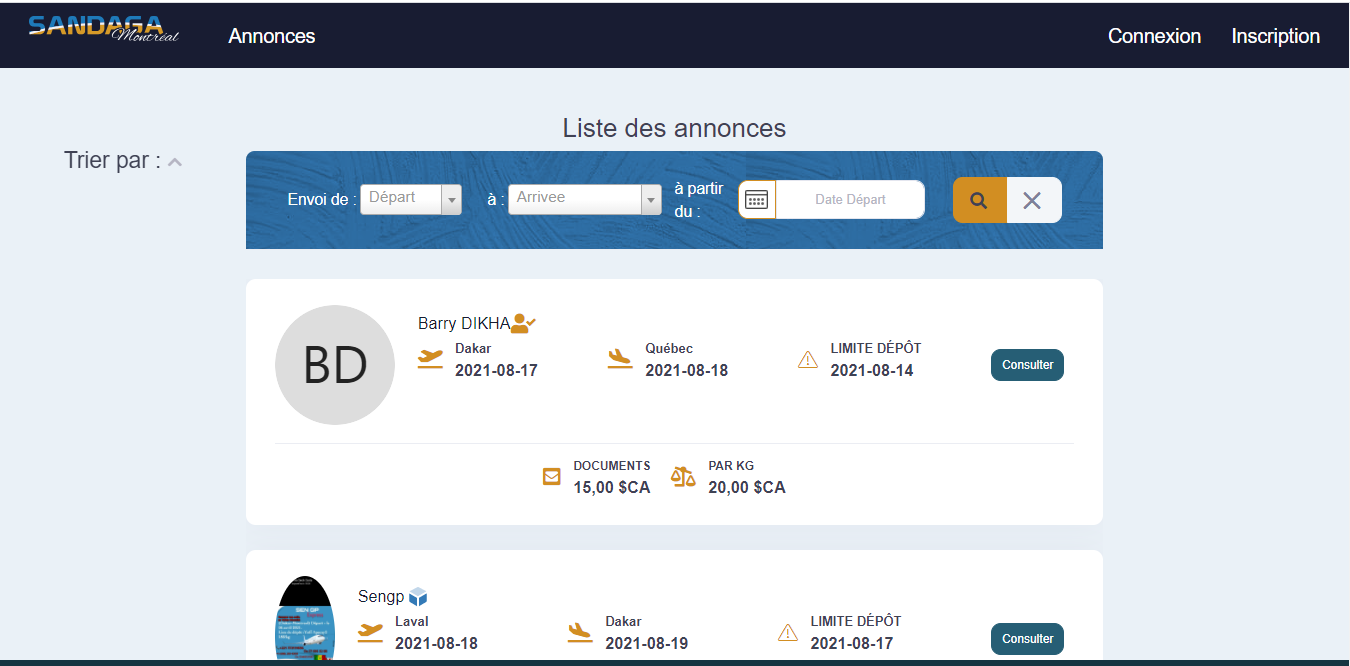 SANDAGA
Montréal
Annonces
Connexion
Inscription
Liste des annonces
Trier par :
Envoi de :
Départ
à :
Arrivee
à partir
du :
Date Départ
BD
Barry DIKHA
Dakar
2021-08-17
Québec
2021-08-18
LIMITE DÉPÔT
2021-08-14
Consulter
DOCUMENTS
15,00 $CA
PAR KG
20,00 $CA
SEN GP
Sengp
Laval
2021-08-18
Dakar
2021-08-19
LIMITE DÉPÔT
2021-08-17
Consulter